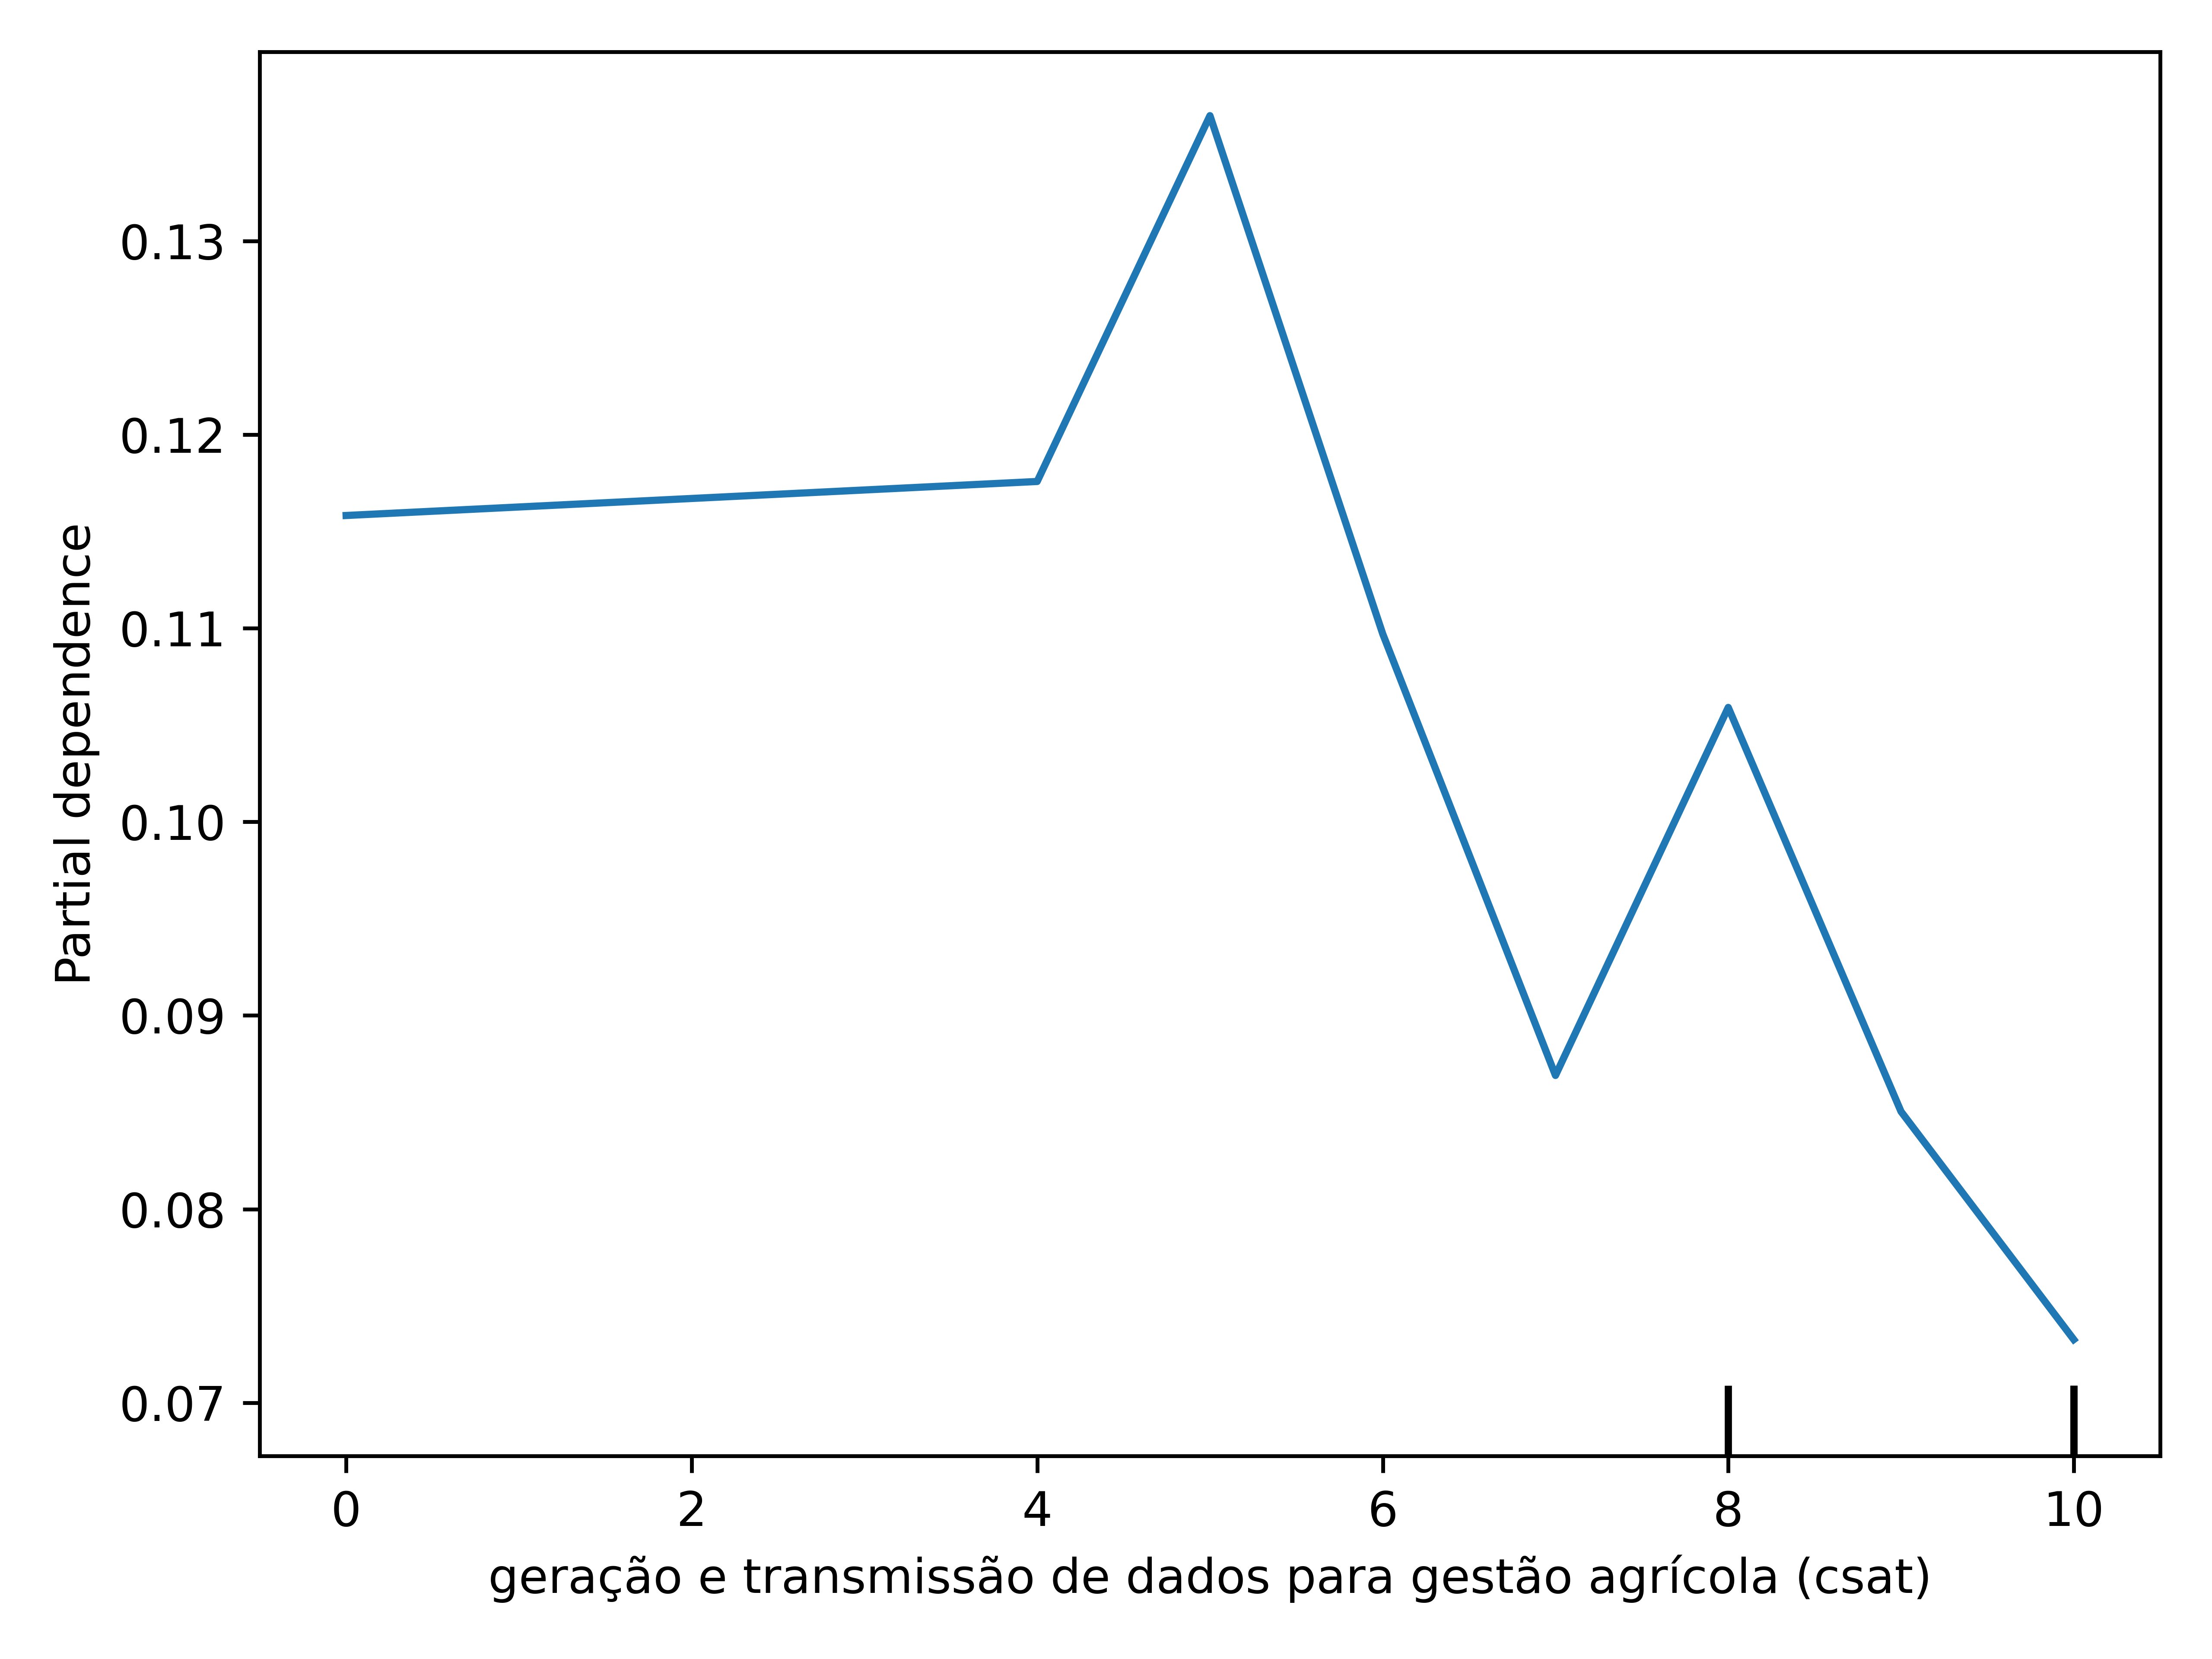 Partial dependence
0.13
0.12
0.11
0.10
0.09
0.08
0.07
0 2 4 6 8 10
geração e transmissão de dados para gestão agrícola (csat)